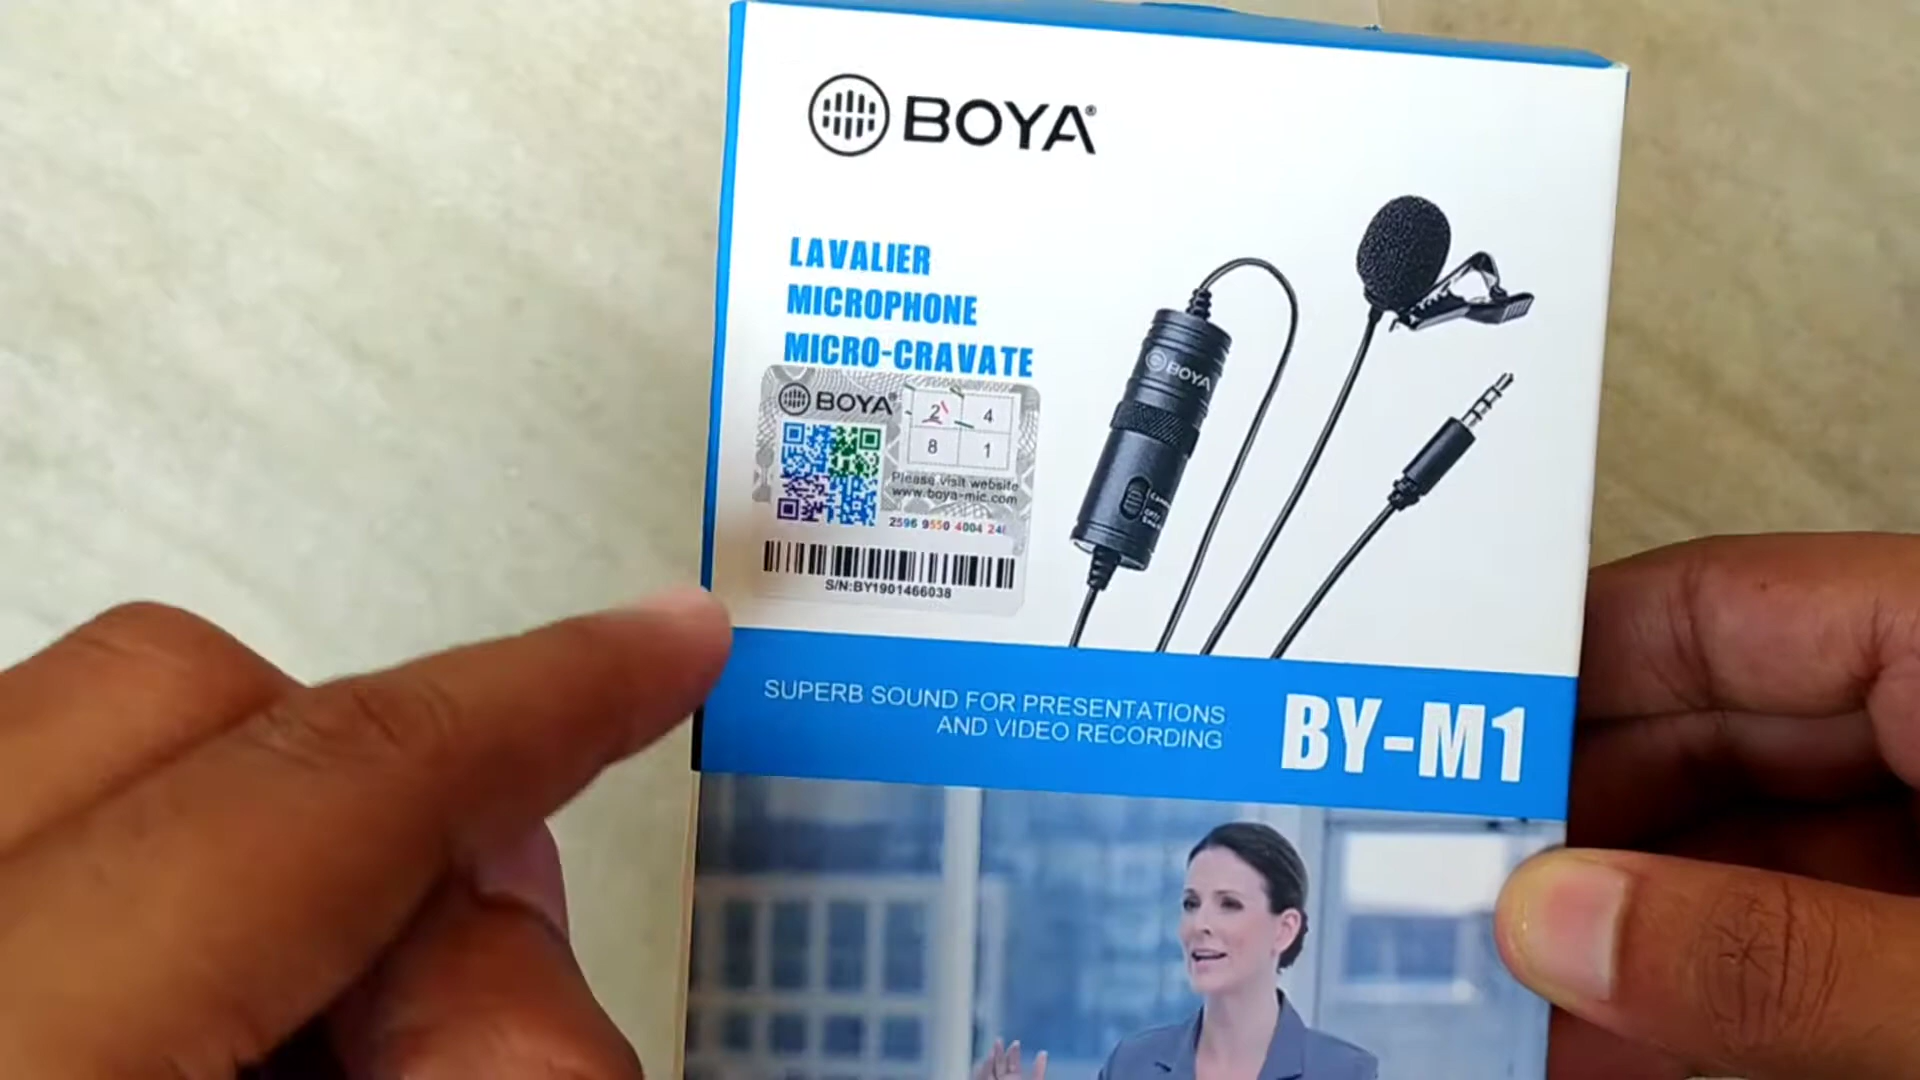 BOYA®
LAVALIER
MICROPHONE
MICRO-CRAVATE
BOYA
2 4
8 1
Please visit website
www.boya-mic.com
2596 9550 4004
S/N:BY1901466038
BOYA
SUPERB SOUND FOR PRESENTATIONS
AND VIDEO RECORDING
BY-M1